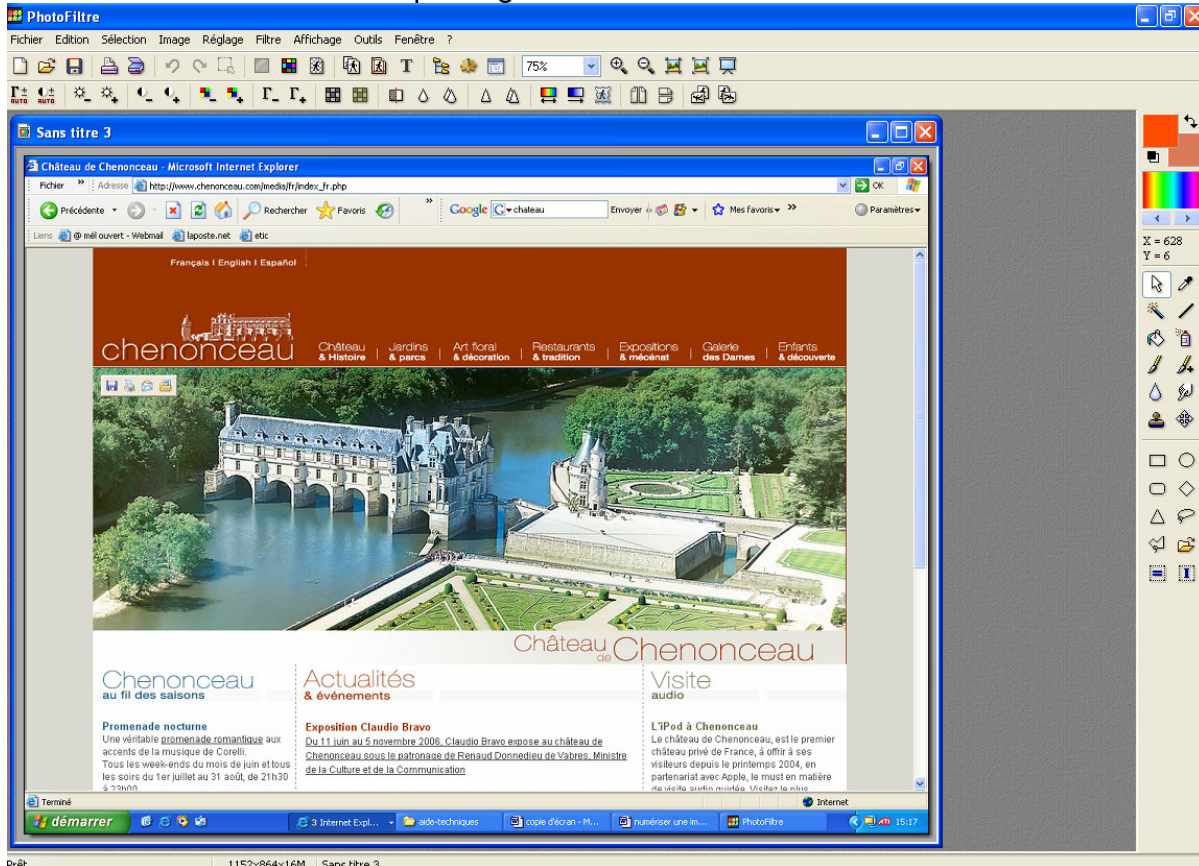 PhotoFiltre
Fichier Edition Sélection Image Réglage Filtre Affichage Outils Fenêtre ?
75%
AUTO AUTO
Sans titre 3
Château de Chenonceau - Microsoft Internet Explorer
Fichier » Adresse http://www.chenonceau.com/media/fr/index_fr.php OK
Précédente Rechercher Favoris » Google G chateau Envoyer Mes favoris » Paramètres
Liens @ mél ouvert - Webmail laposte.net etic
X = 628
Y = 6
Français I English I Español
chenonceau
Château & Histoire | Jardins & parcs | Art floral & décoration | Restaurants & tradition | Expositions & mécénat | Galerie des Dames | Enfants & découverte
Château de Chenonceau
Chenonceau
au fil des saisons
Promenade nocturne
Une véritable promenade romantique aux
accents de la musique de Corelli.
Tous les week-ends du mois de juin et tous
les soirs du 1er juillet au 31 août, de 21h30
à 23h00
Actualités
& événements
Exposition Claudio Bravo
Du 11 juin au 5 novembre 2006, Claudio Bravo expose au château de
Chenonceau sous le patronage de Renaud Donnedieu de Vabres, Ministre
de la Culture et de la Communication
Visite
audio
L'iPod à Chenonceau
Le château de Chenonceau, est le premier
château privé de France, à offrir à ses
visiteurs depuis le printemps 2004, en
partenariat avec Apple, le must en matière
de visite audio guidée. Visitez le plus
Terminé Internet
démarrer 3 Internet Expl... aide-techniques copie d'écran - M... numériser une im... PhotoFiltre 15:17
Prêt 1152x864x16M Sans titre 3